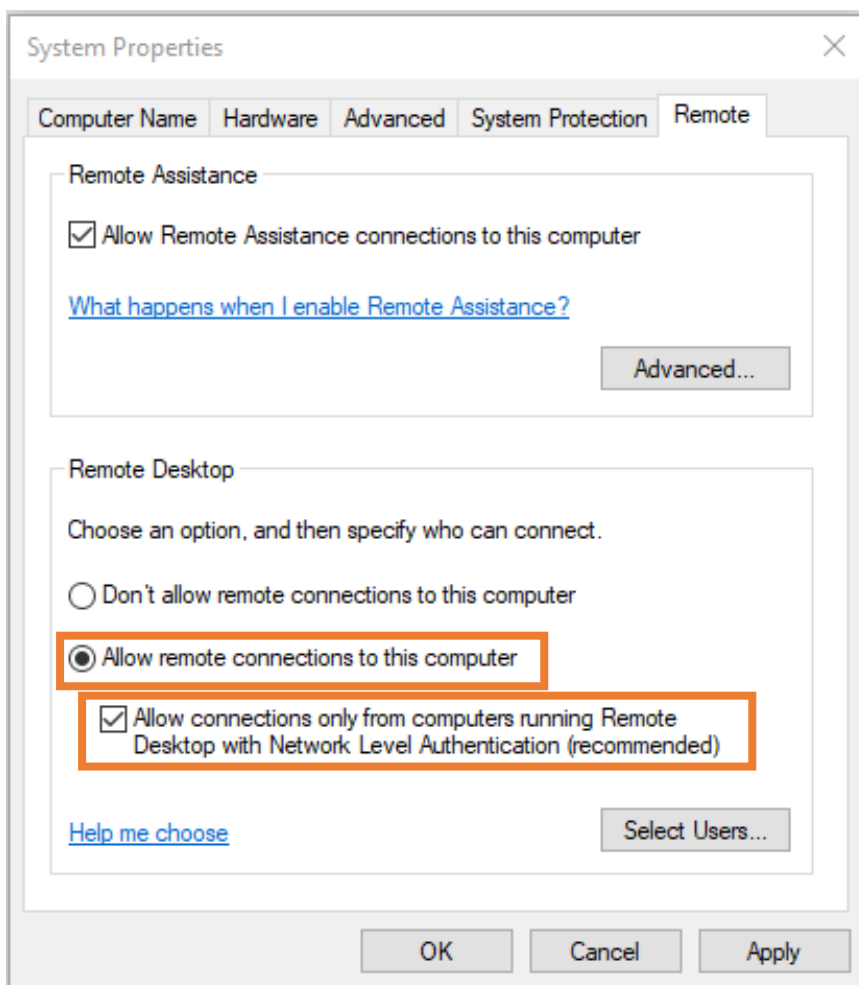 System Properties
Computer Name
Hardware
Advanced
System Protection
Remote
Remote Assistance
Allow Remote Assistance connections to this computer
What happens when I enable Remote Assistance?
Advanced...
Remote Desktop
Choose an option, and then specify who can connect.
Don't allow remote connections to this computer
Allow remote connections to this computer
Allow connections only from computers running Remote
Desktop with Network Level Authentication (recommended)
Help me choose
Select Users...
OK
Cancel
Apply